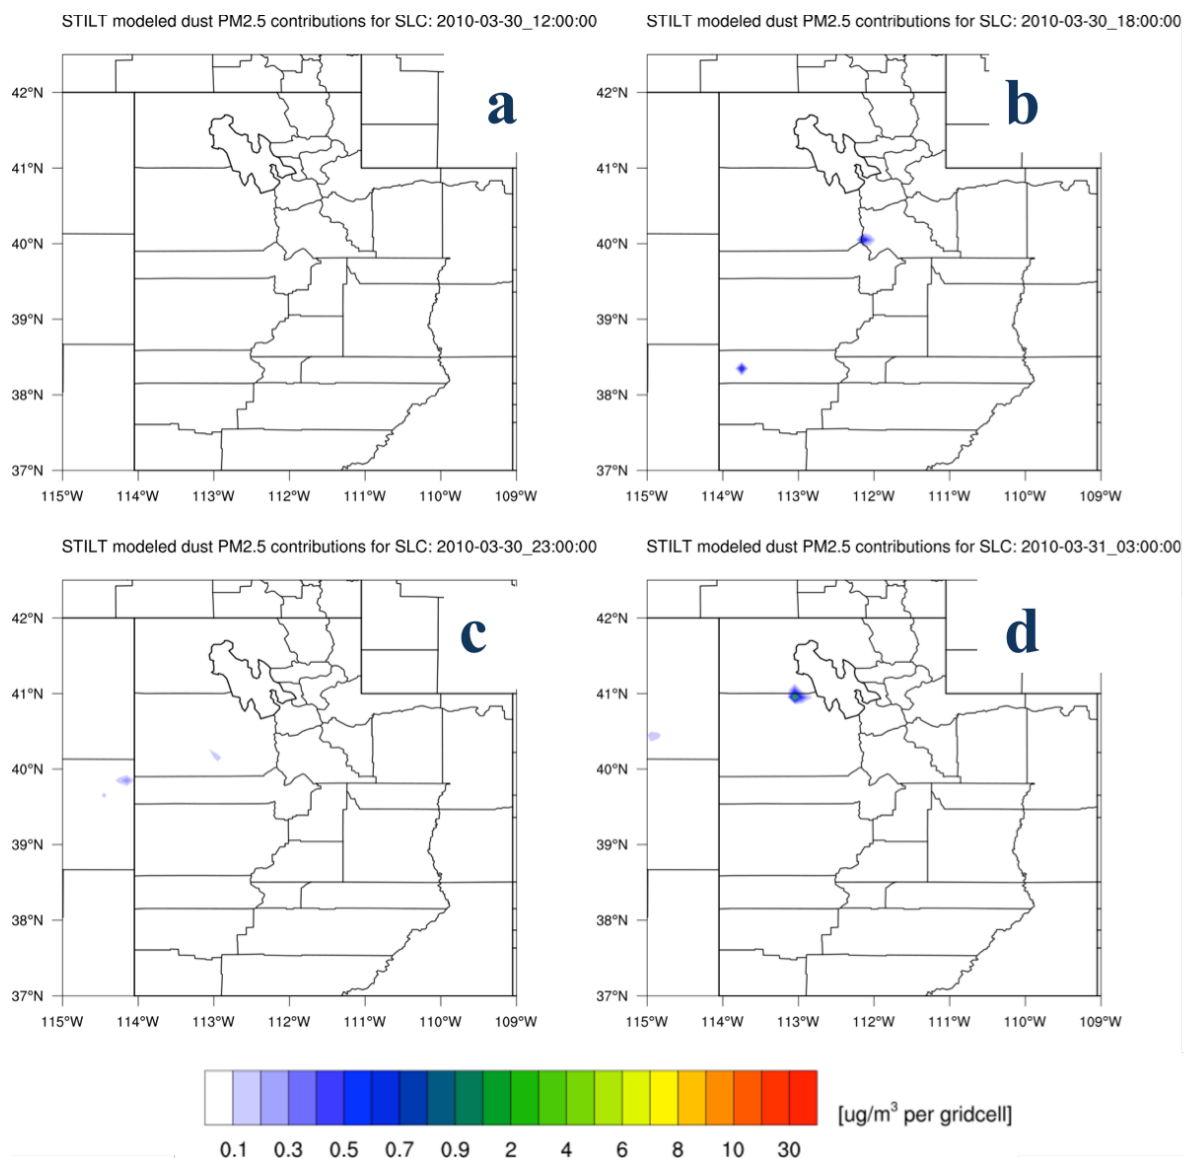 STILT modeled dust PM2.5 contributions for SLC: 2010-03-30_12:00:00
a
42°N
41°N
40°N
39°N
38°N
37°N
115°W 114°W 113°W 112°W 111°W 110°W 109°W
STILT modeled dust PM2.5 contributions for SLC: 2010-03-30_18:00:00
b
42°N
41°N
40°N
39°N
38°N
37°N
115°W 114°W 113°W 112°W 111°W 110°W 109°W
STILT modeled dust PM2.5 contributions for SLC: 2010-03-30_23:00:00
c
42°N
41°N
40°N
39°N
38°N
37°N
115°W 114°W 113°W 112°W 111°W 110°W 109°W
STILT modeled dust PM2.5 contributions for SLC: 2010-03-31_03:00:00
d
42°N
41°N
40°N
39°N
38°N
37°N
115°W 114°W 113°W 112°W 111°W 110°W 109°W
[ug/m³ per gridcell]
0.1 0.3 0.5 0.7 0.9 2 4 6 8 10 30